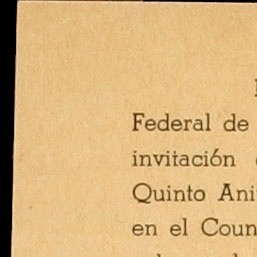 Federal de
invitación
Quinto Ani
en el Coun